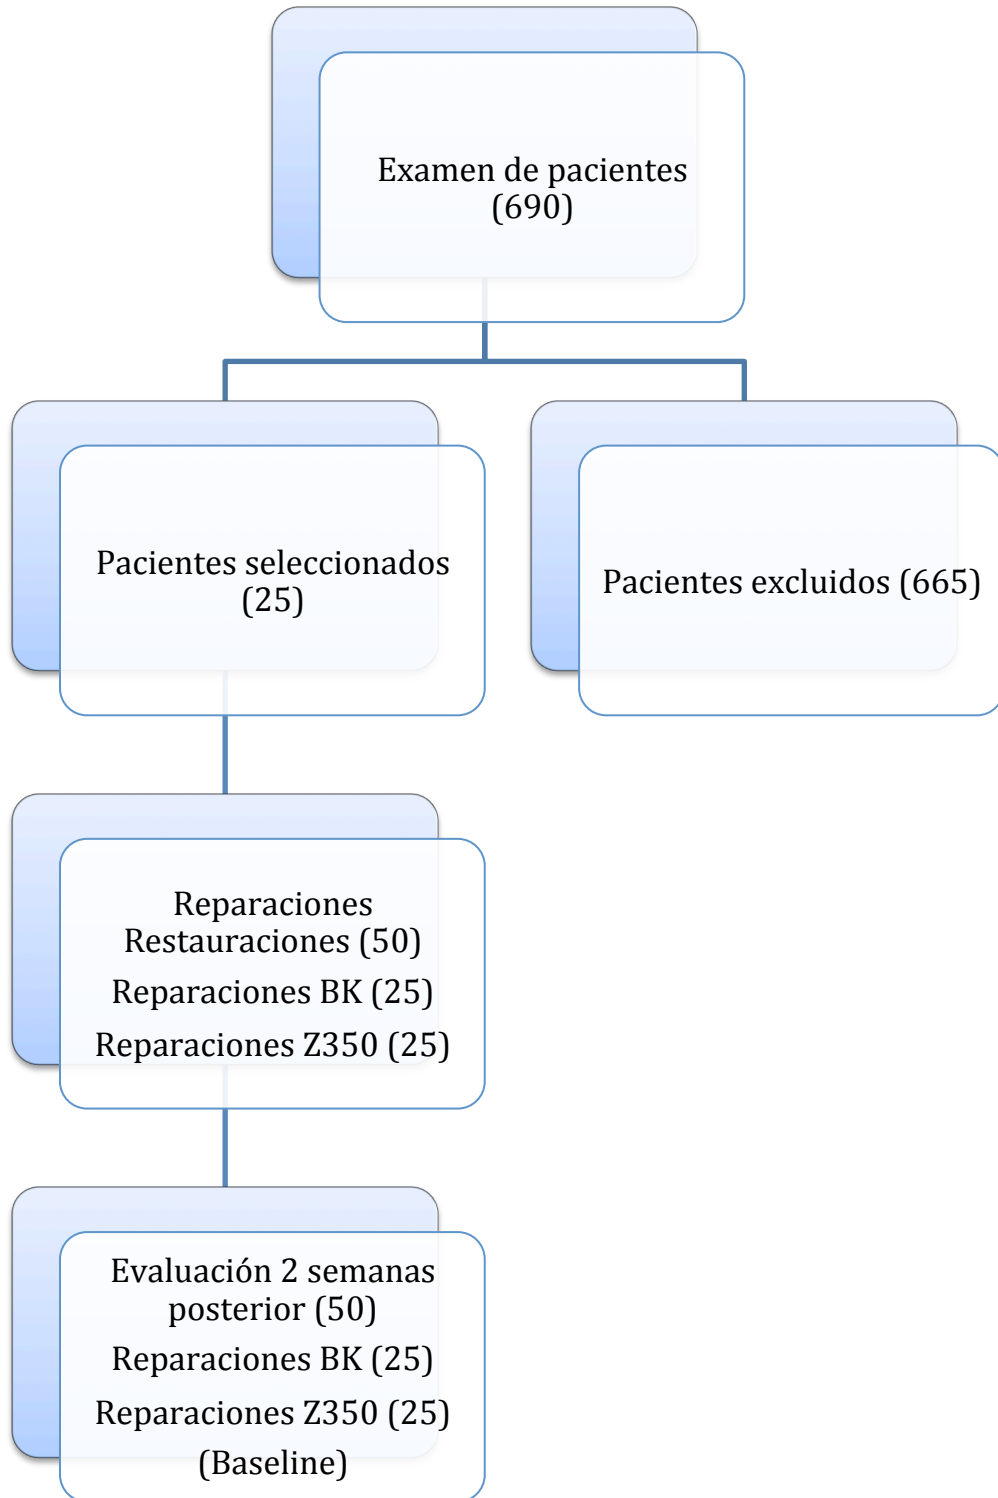 Examen de pacientes
(690)
Pacientes seleccionados
(25)
Pacientes excluidos (665)
Reparaciones
Restauraciones (50)
Reparaciones BK (25)
Reparaciones Z350 (25)
Evaluación 2 semanas
posterior (50)
Reparaciones BK (25)
Reparaciones Z350 (25)
(Baseline)